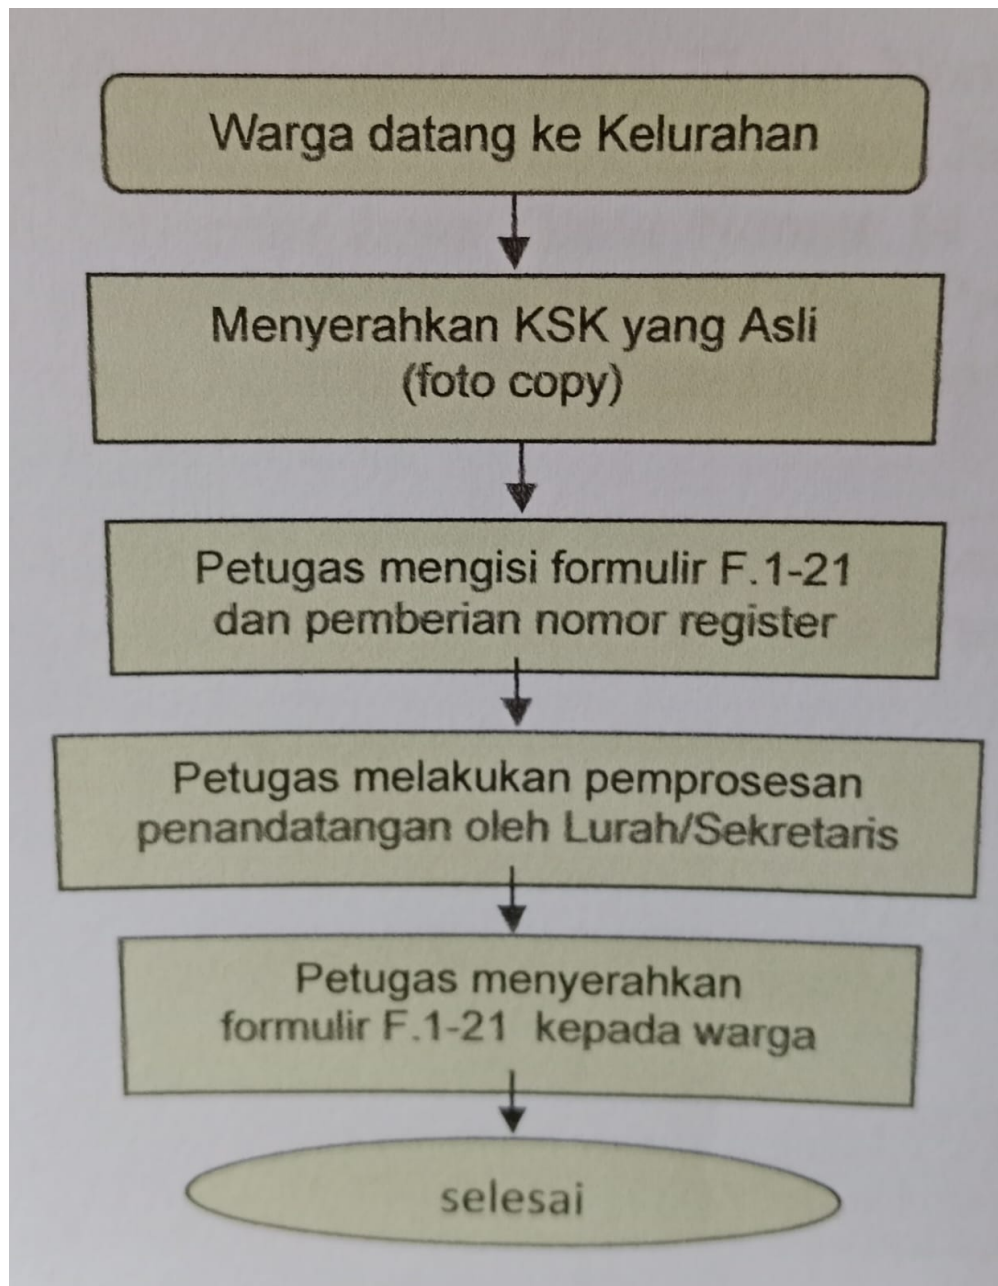 Warga datang ke Kelurahan
Menyerahkan KSK yang Asli
(foto copy)
Petugas mengisi formulir F.1-21
dan pemberian nomor register
Petugas melakukan pemprosesan
penandatangan oleh Lurah/Sekretaris
Petugas menyerahkan
formulir F.1-21 kepada warga
selesai